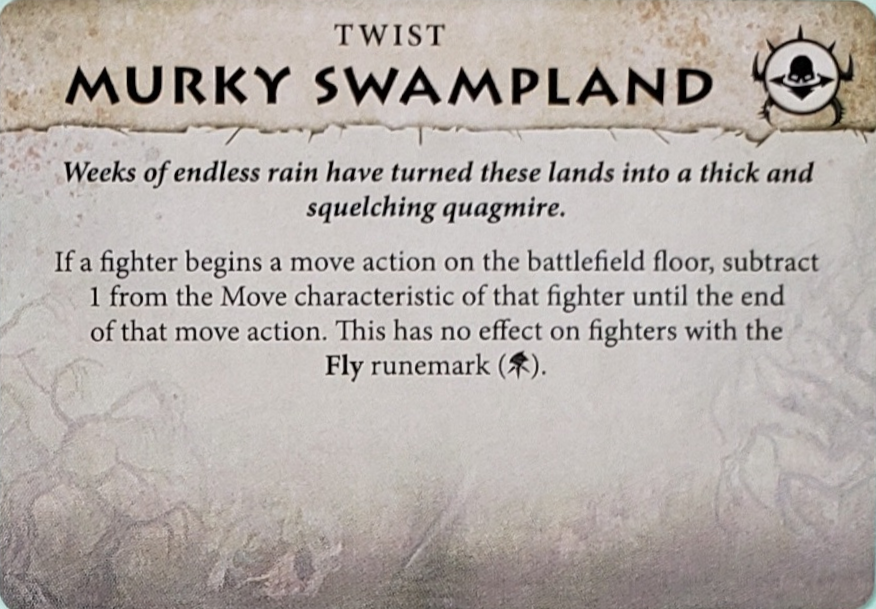 TWIST
MURKY SWAMPLAND
Weeks of endless rain have turned these lands into a thick and
squelching quagmire.
If a fighter begins a move action on the battlefield floor, subtract
1 from the Move characteristic of that fighter until the end
of that move action. This has no effect on fighters with the
Fly runemark ( ).